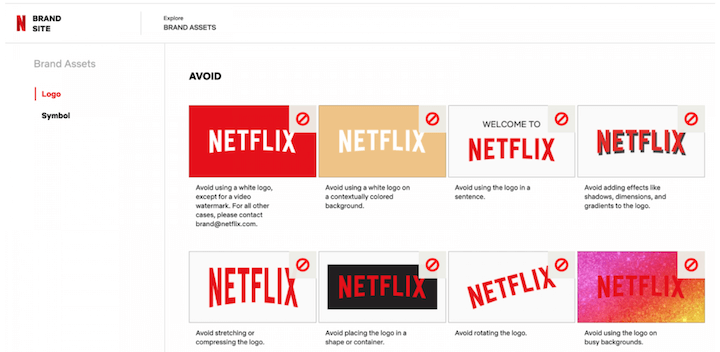 N BRAND
SITE
Explore
BRAND ASSETS
Brand Assets
Logo
Symbol
AVOID
NETFLIX
Avoid using a white logo,
except for a video
watermark. For all other
cases, please contact
brand@netflix.com.
NETFLIX
Avoid using a white logo on
a contextually colored
background.
WELCOME TO
NETFLIX
Avoid using the logo in a
sentence.
NETFLIX
Avoid adding effects like
shadows, dimensions, and
gradients to the logo.
NETFLIX
Avoid stretching or
compressing the logo.
NETFLIX
Avoid placing the logo in a
shape or container.
NETFLIX
Avoid rotating the logo.
NETFLIX
Avoid using the logo on
busy backgrounds.